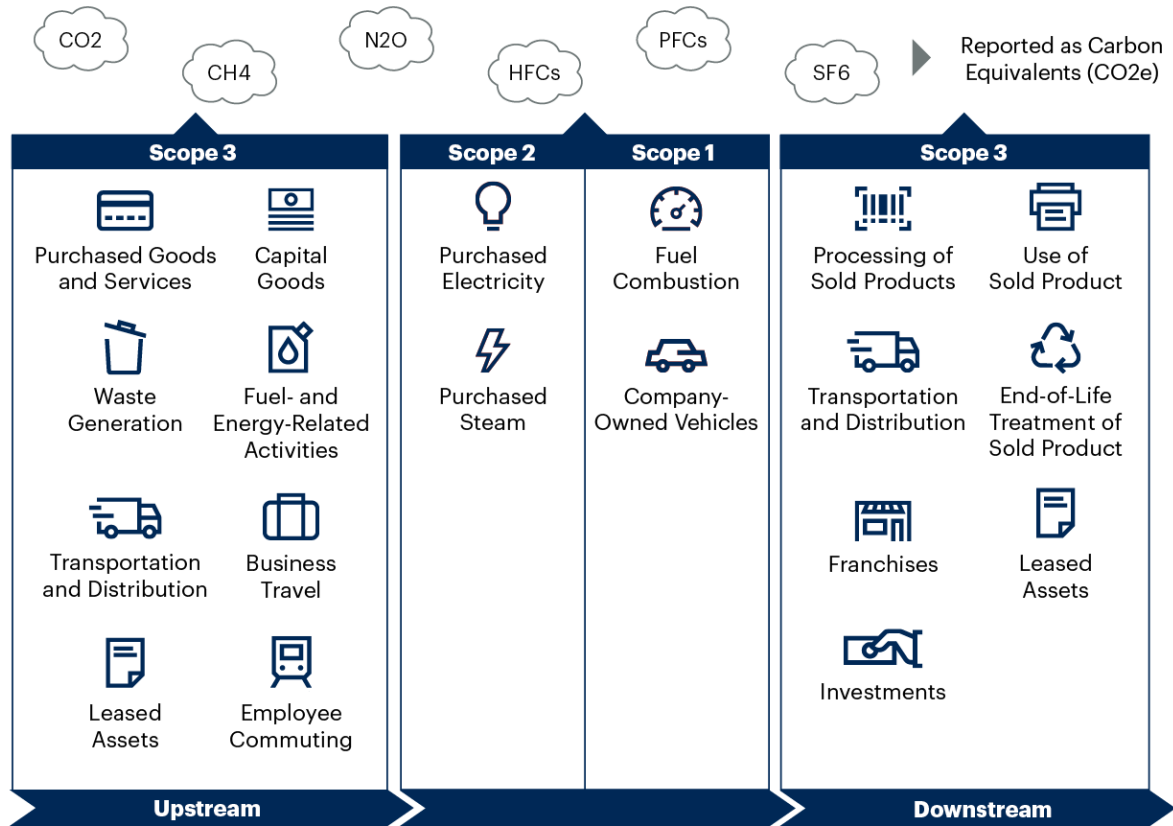 CO2
CH4
N2O
HFCs
PFCs
SF6
Reported as Carbon
Equivalents (CO2e)
Scope 3
Purchased Goods
and Services
Capital
Goods
Waste
Generation
Fuel- and
Energy-Related
Activities
Transportation
and Distribution
Business
Travel
Leased
Assets
Employee
Commuting
Upstream
Scope 2
Purchased
Electricity
Purchased
Steam
Scope 1
Fuel
Combustion
Company-
Owned Vehicles
Scope 3
Processing of
Sold Products
Use of
Sold Product
Transportation
and Distribution
End-of-Life
Treatment of
Sold Product
Franchises
Leased
Assets
Investments
Downstream